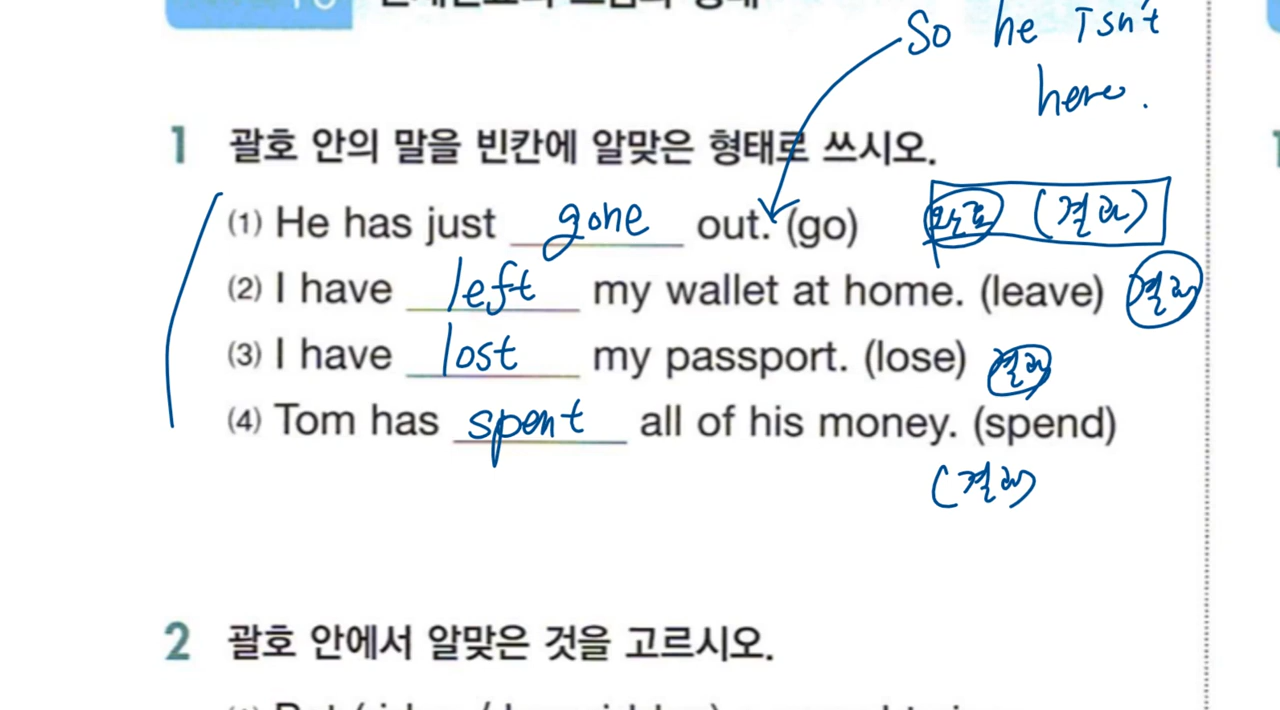 So he isn't
here.
1 괄호 안의 말을 빈칸에 알맞은 형태로 쓰시오.
(1) He has just gone out. (go) 완료 (결과)
(2) I have left my wallet at home. (leave) 결과
(3) I have lost my passport. (lose) 결과
(4) Tom has spent all of his money. (spend)
(결과
2 괄호 안에서 알맞은 것을 고르시오.